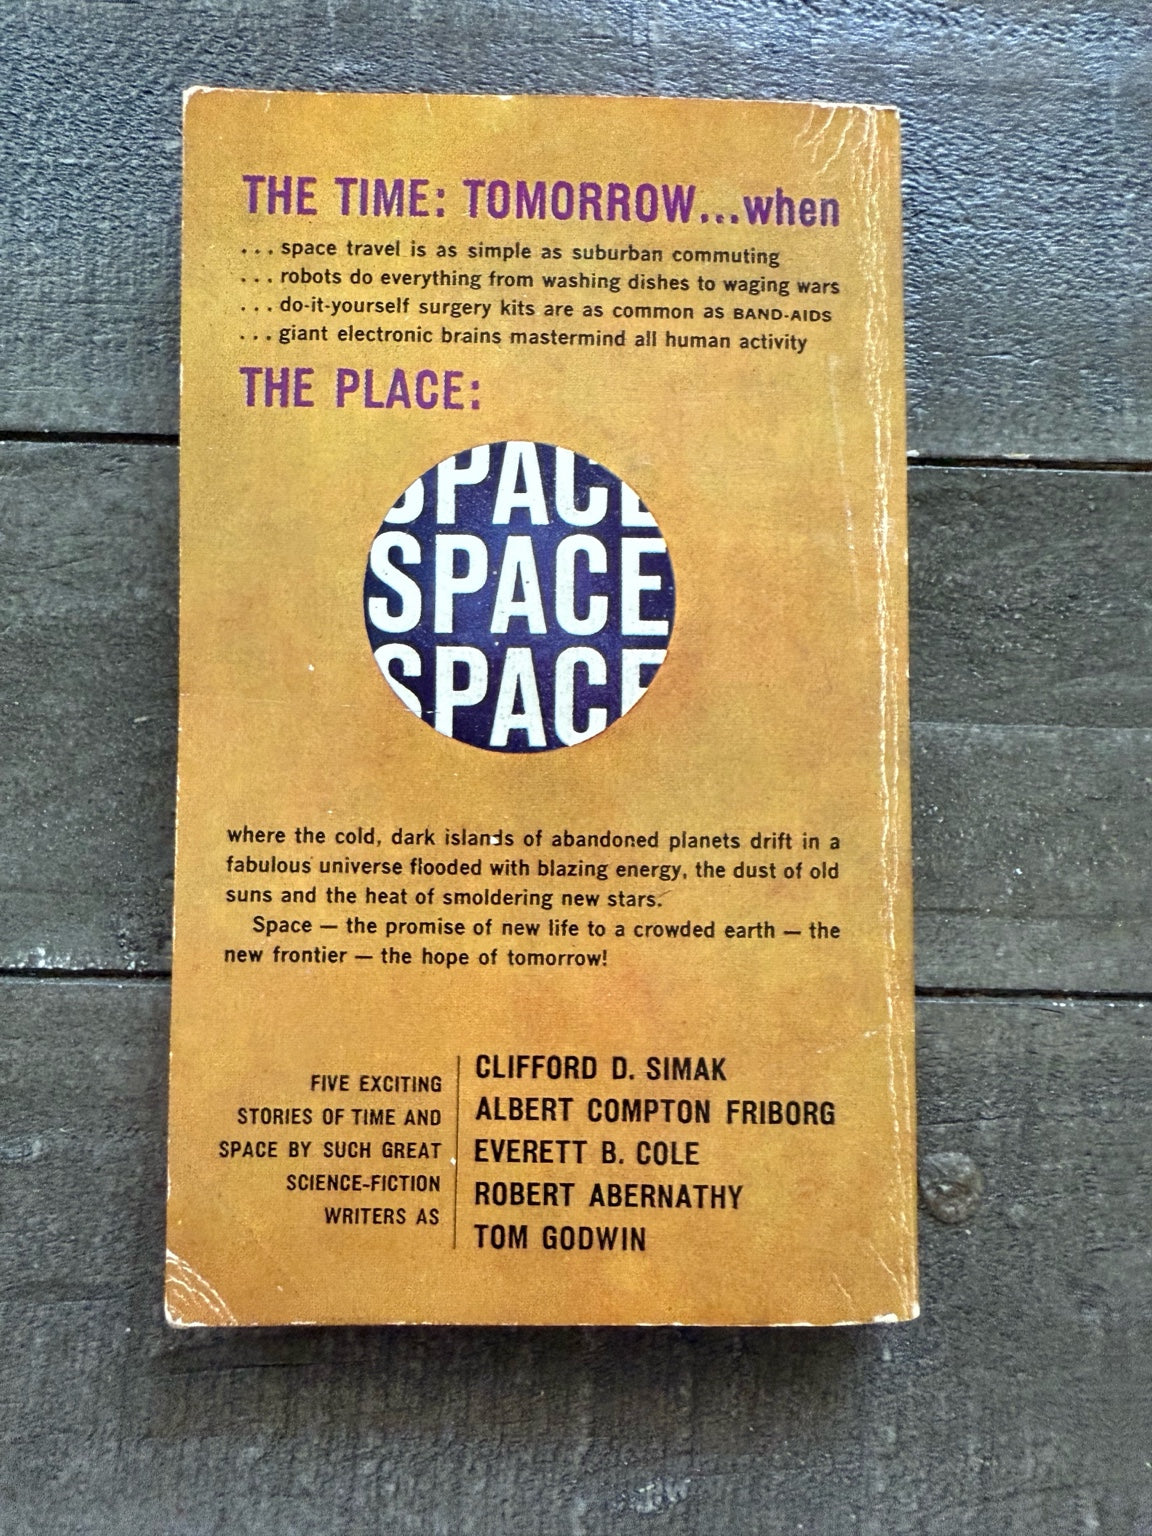 THE TIME: TOMORROW...when
...space travel is as simple as suburban commuting
...robots do everything from washing dishes to waging wars
...do-it-yourself surgery kits are as common as BAND-AIDS
...giant electronic brains mastermind all human activity
THE PLACE:
SPACE
SPACE
SPACE
where the cold, dark islands of abandoned planets drift in a
fabulous universe flooded with blazing energy, the dust of old
suns and the heat of smoldering new stars.
Space — the promise of new life to a crowded earth — the
new frontier — the hope of tomorrow!
FIVE EXCITING
STORIES OF TIME AND
SPACE BY SUCH GREAT
SCIENCE-FICTION
WRITERS AS
CLIFFORD D. SIMAK
ALBERT COMPTON FRIBORG
EVERETT B. COLE
ROBERT ABERNATHY
TOM GODWIN